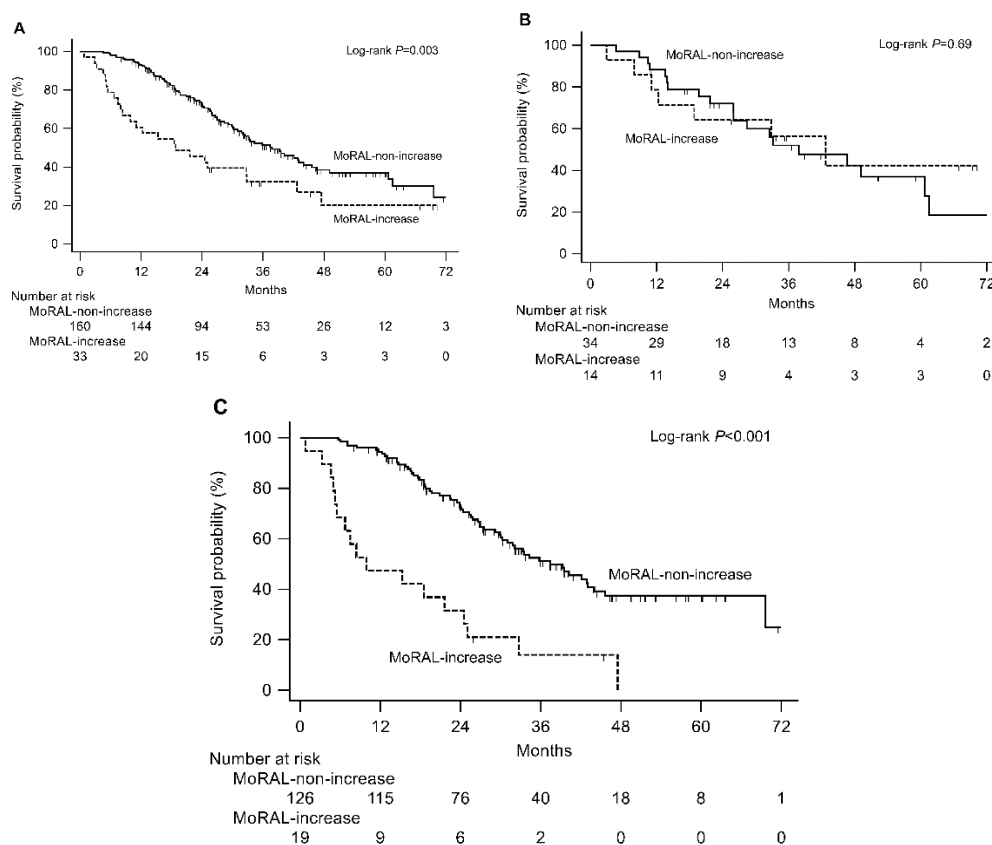 A
Log-rank P=0.003
Survival probability (%)
100
80
60
40
20
0
MoRAL-non-increase
MoRAL-increase
0 12 24 36 48 60 72
Months
Number at risk
MoRAL-non-increase
160 144 94 53 26 12 3
MoRAL-increase
33 20 15 6 3 3 0
B
Log-rank P=0.69
Survival probability (%)
100
80
60
40
20
0
MoRAL-non-increase
MoRAL-increase
0 12 24 36 48 60 72
Months
Number at risk
MoRAL-non-increase
34 29 18 13 8 4 2
MoRAL-increase
14 11 9 4 3 3 0
C
Log-rank P<0.001
Survival probability (%)
100
80
60
40
20
0
MoRAL-non-increase
MoRAL-increase
0 12 24 36 48 60 72
Months
Number at risk
MoRAL-non-increase
126 115 76 40 18 8 1
MoRAL-increase
19 9 6 2 0 0 0